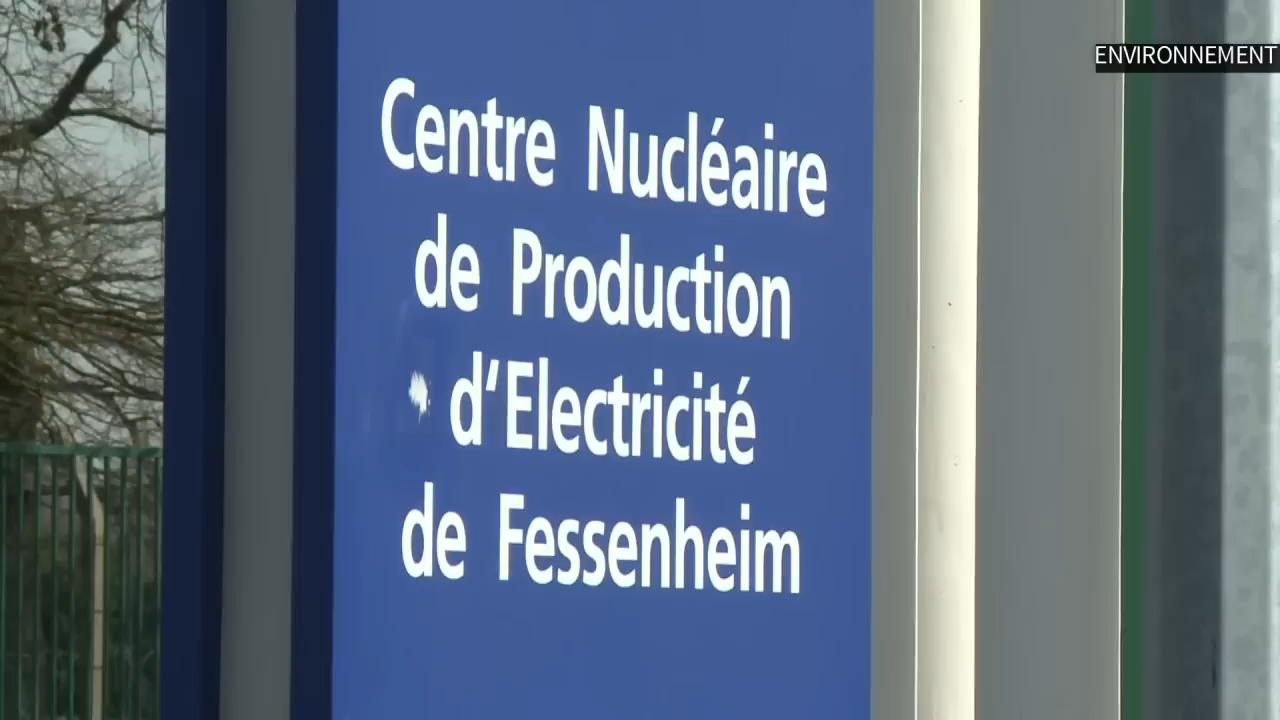 ENVIRONNEMENT
Centre Nucléaire
de Production
d'Electricité
de Fessenheim